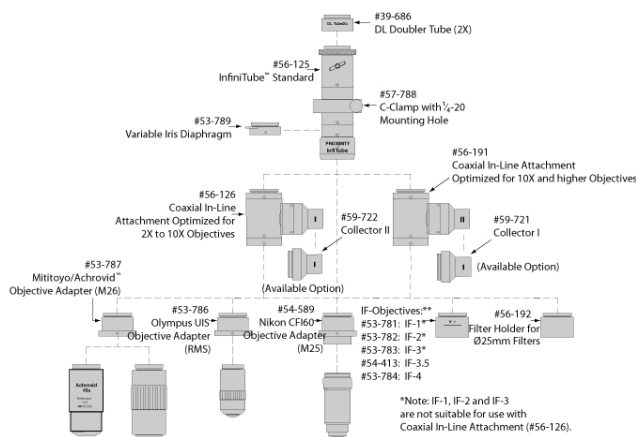 DL Tube2x
#39-686
DL Doubler Tube (2X)
#56-125
InfiniTube™ Standard
#57-788
C-Clamp with ¼-20
Mounting Hole
#53-789
Variable Iris Diaphragm
PROXIMITY
InfiTube
#56-191
Coaxial In-Line Attachment
Optimized for 10X and higher Objectives
#56-126
Coaxial In-Line
Attachment Optimized for
2X to 10X Objectives
I
II
#59-722
Collector II
I
(Available Option)
#59-721
Collector I
I
(Available Option)
#53-787
Mititoyo/Achrovid™
Objective Adapter (M26)
#53-786
Olympus UIS
Objective Adapter
(RMS)
#54-589
Nikon CFI60
Objective Adapter
(M25)
IF-Objectives:**
#53-781: IF-1*
#53-782: IF-2*
#53-783: IF-3*
#54-413: IF-3.5
#53-784: IF-4
#56-192
Filter Holder for
Ø25mm Filters
Achroid
10x
*Note: IF-1, IF-2 and IF-3
are not suitable for use with
Coaxial In-Line Attachment (#56-126).